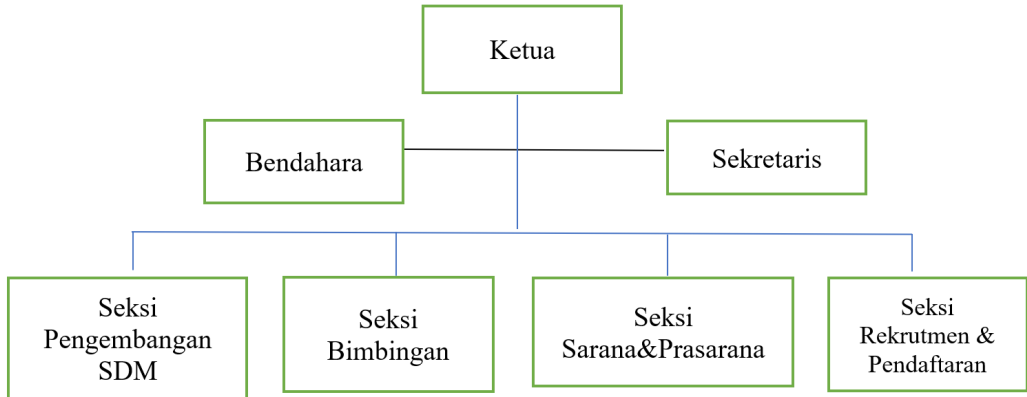 Ketua
Bendahara
Sekretaris
Seksi
Pengembangan
SDM
Seksi
Bimbingan
Seksi
Sarana&Prasarana
Seksi
Rekrutmen &
Pendaftaran